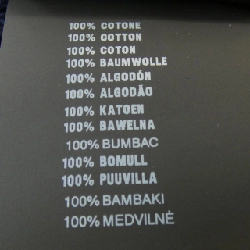 100% COTONE
100% COTTON
100% COTON
100% BAUMWOLLE
100% ALGODÓN
100% ALGODÃO
100% KATOEN
100% BAWEŁNA
100% BUMBAC
100% BOMULL
100% PUUVILLA
100% BAMBAKI
100% MEDVILNĖ